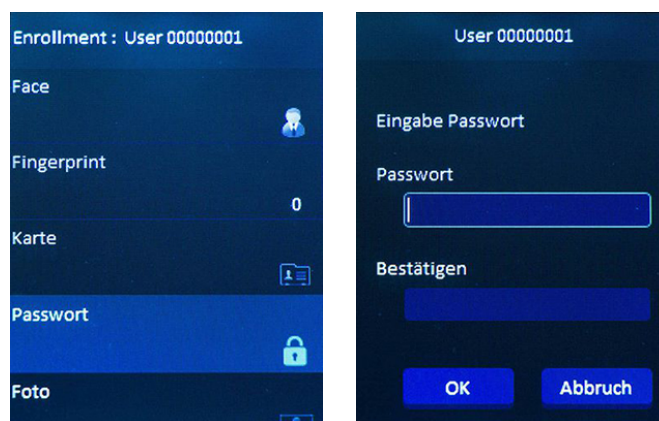 Enrollment : User 00000001
Face
Fingerprint
0
Karte
Passwort
Foto
User 00000001
Eingabe Passwort
Passwort
Bestätigen
OK
Abbruch